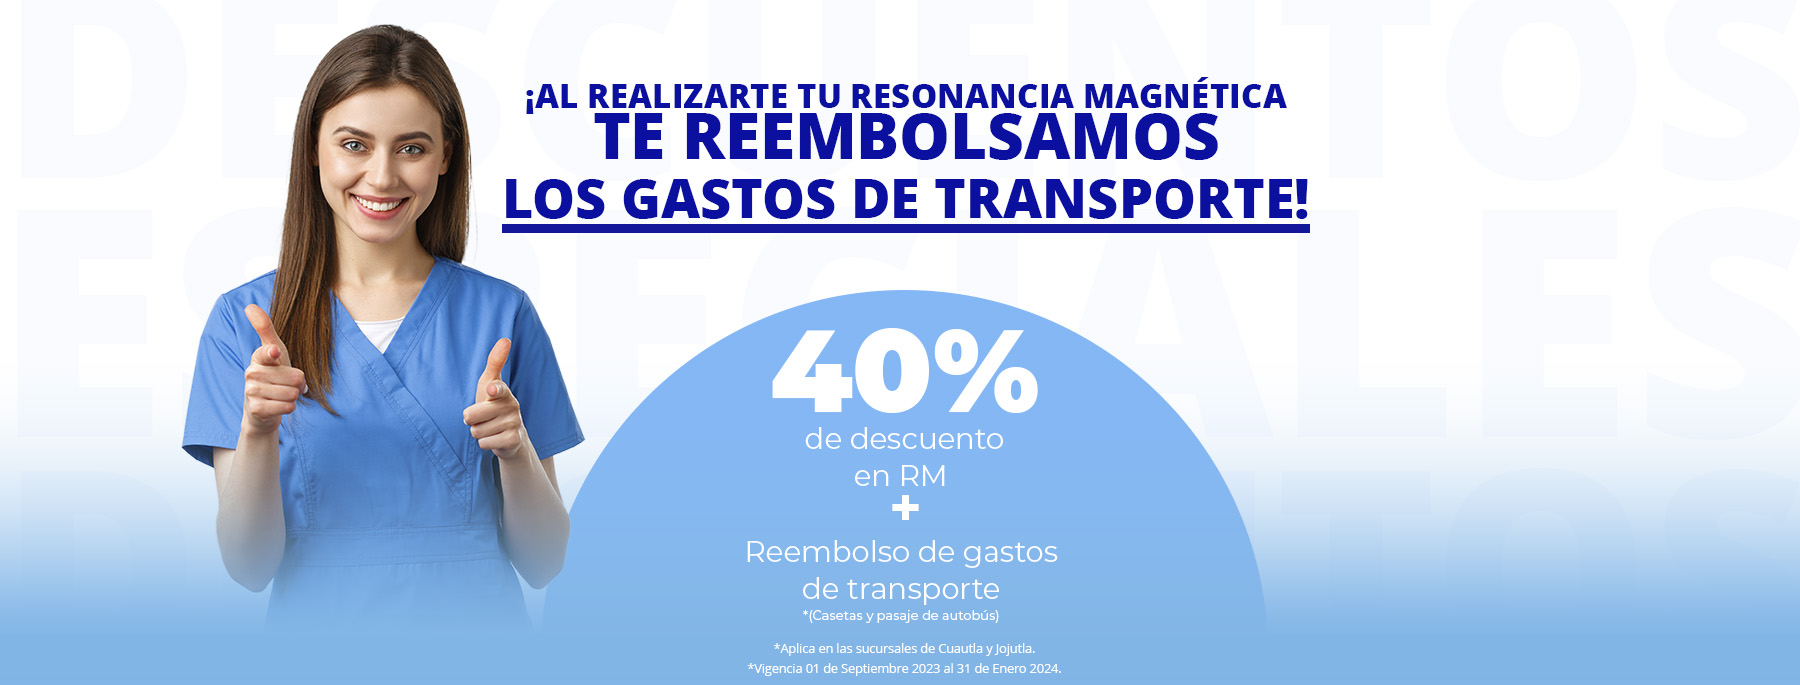 DESCUENTOS
ESPECIALES
¡AL REALIZARTE TU RESONANCIA MAGNÉTICA
TE REEMBOLSAMOS
LOS GASTOS DE TRANSPORTE!
40%
de descuento
en RM
+
Reembolso de gastos
de transporte
*(Casetas y pasaje de autobús)
*Aplica en las sucursales de Cuautla y Jojutla.
*Vigencia 01 de Septiembre 2023 al 31 de Enero 2024.